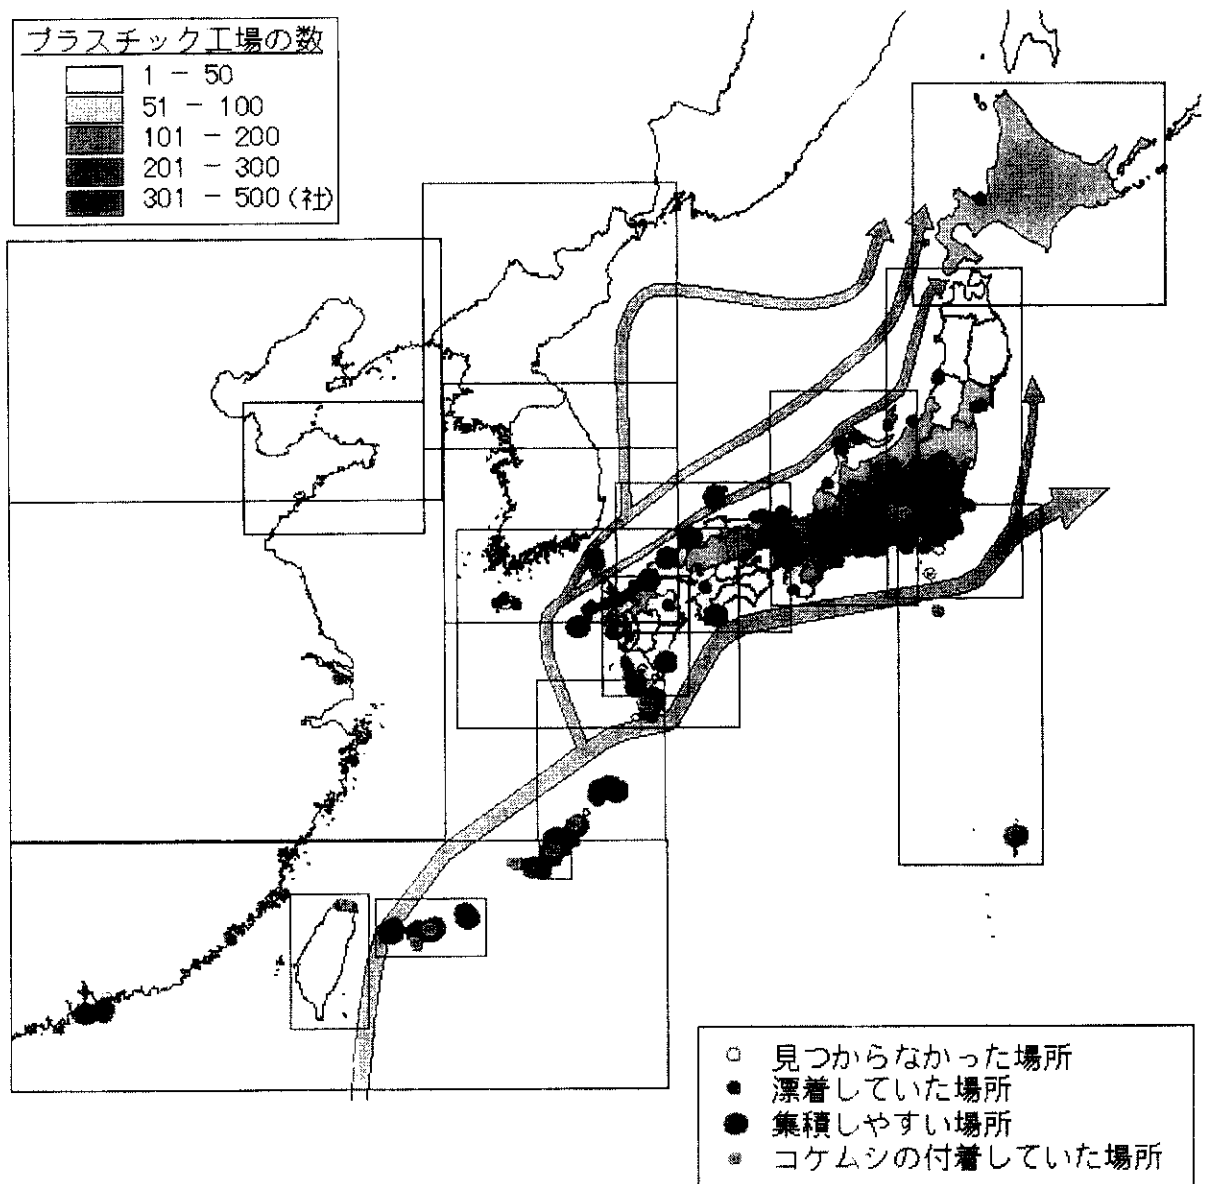 プラスチック工場の数
1 - 50
51 - 100
101 - 200
201 - 300
301 - 500 (社)
見つからなかった場所
漂着していた場所
集積しやすい場所
コケムシの付着していた場所